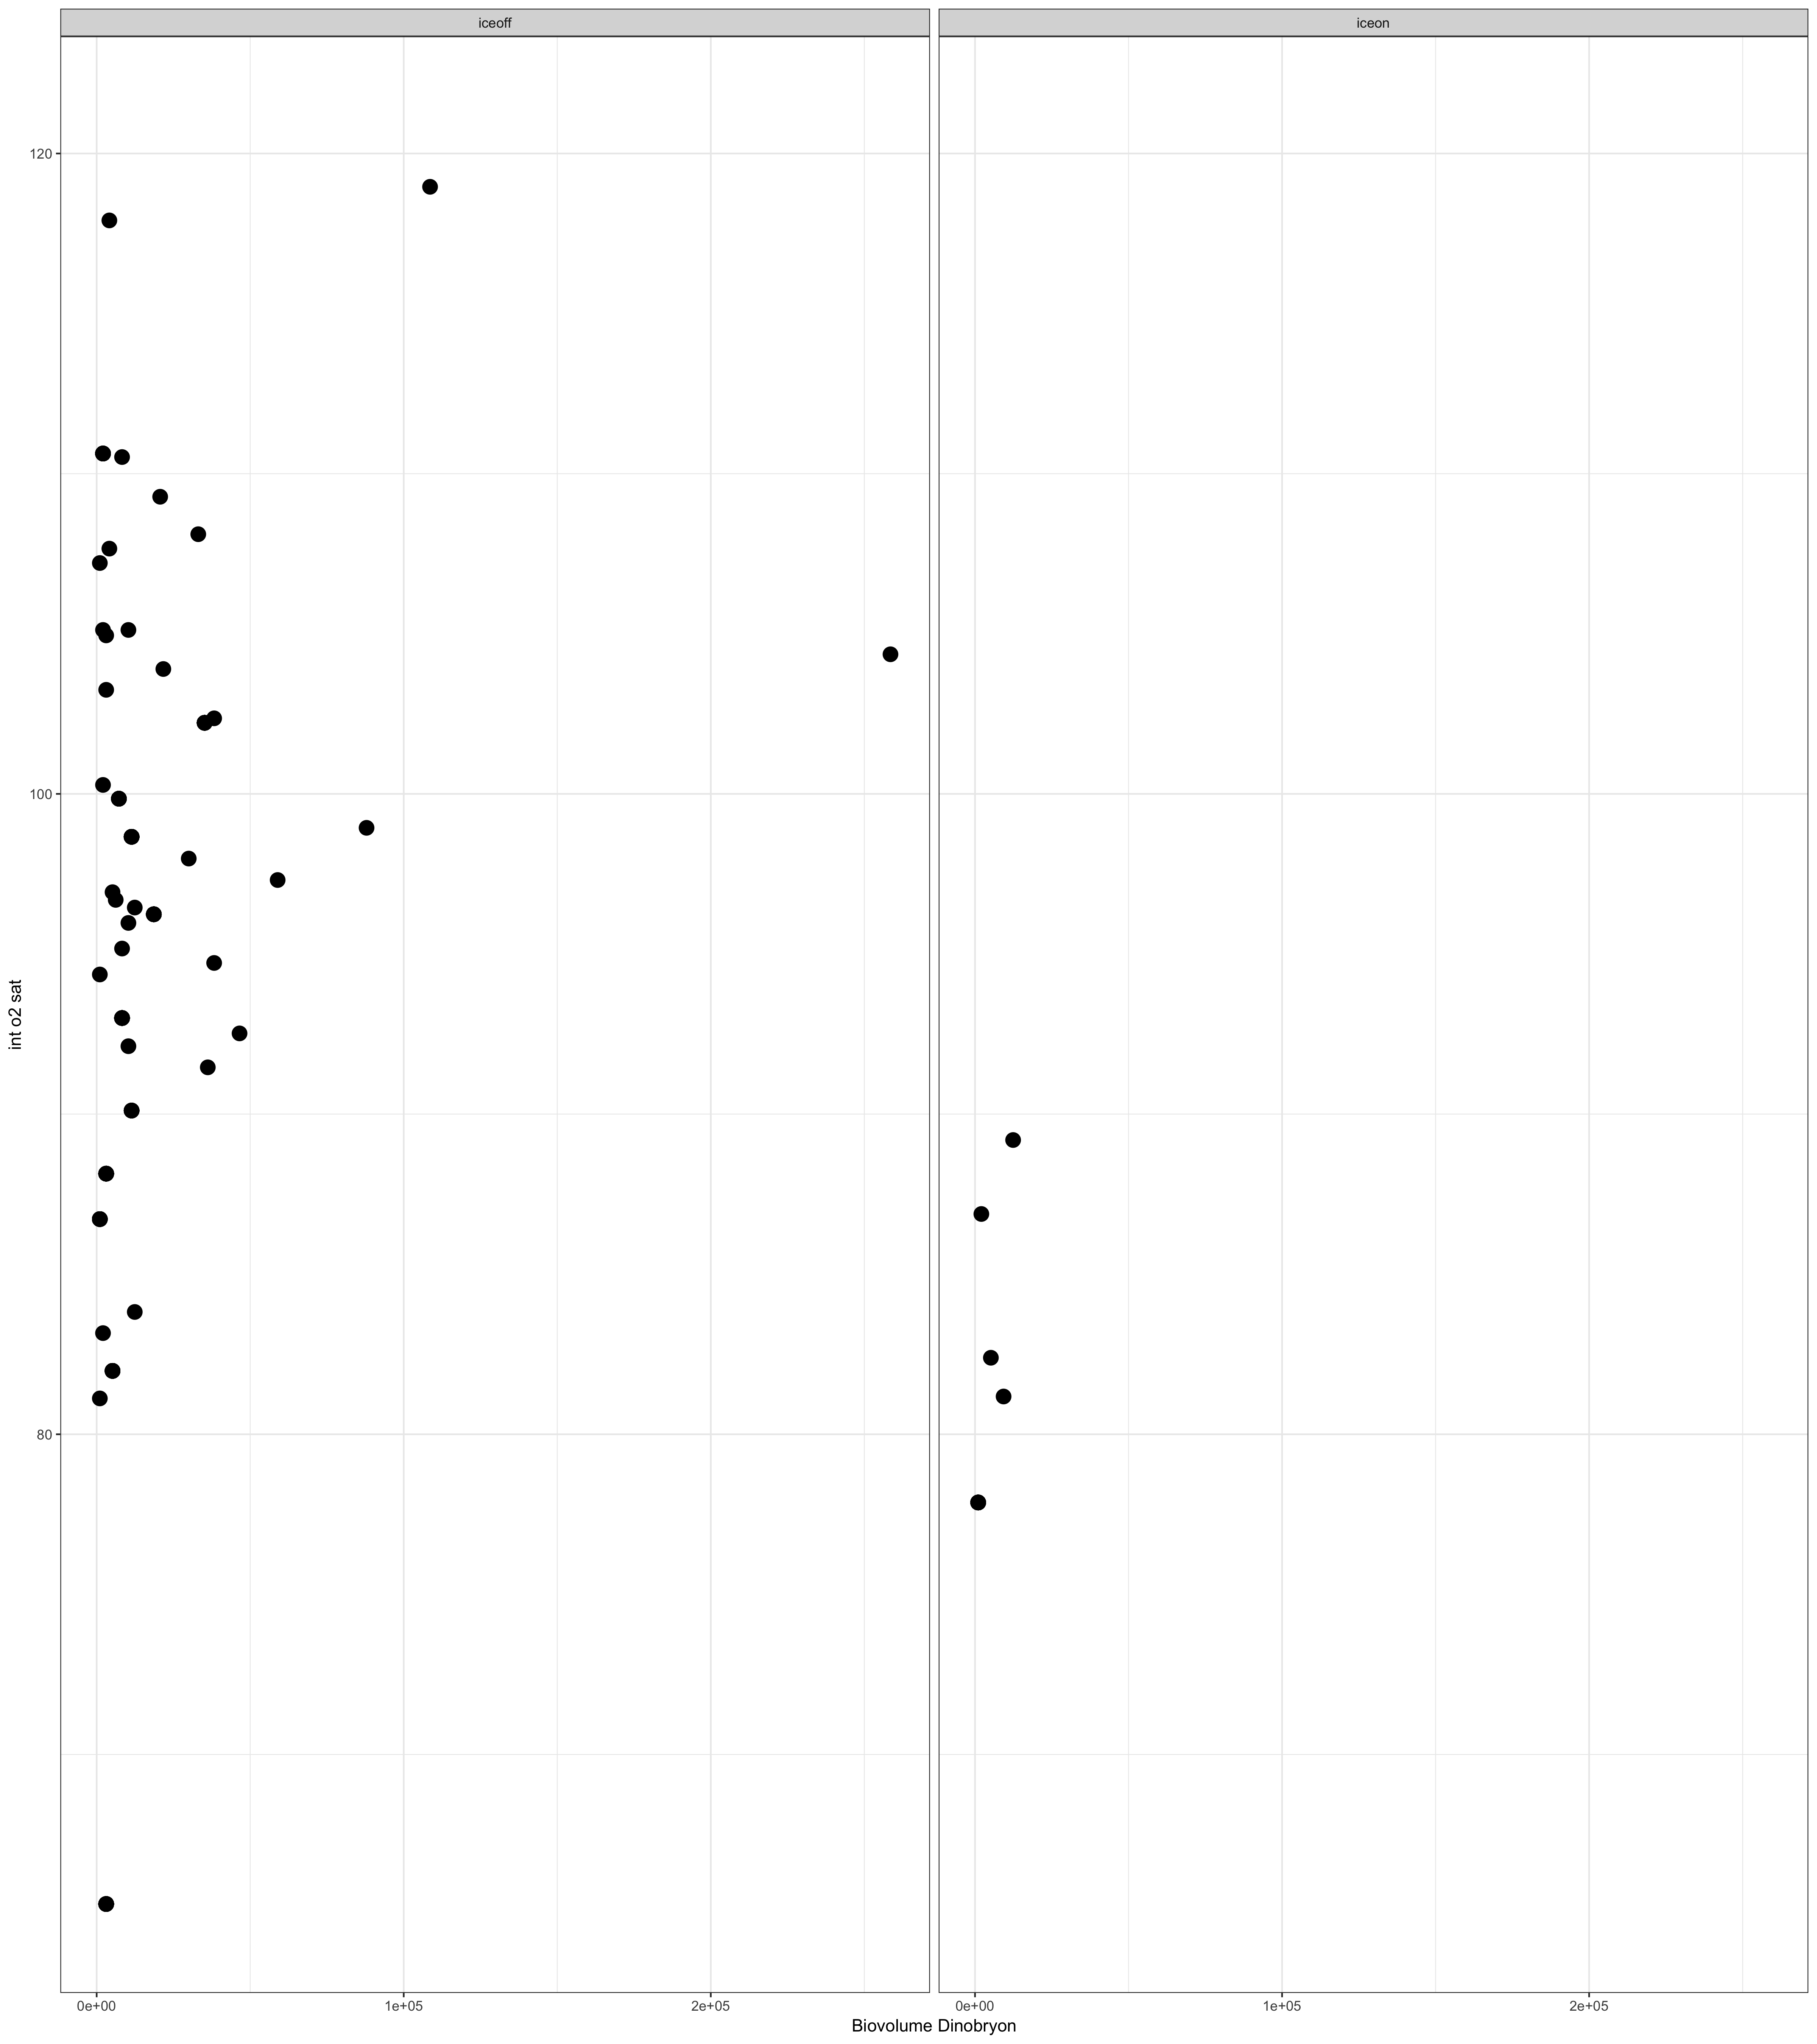 iceoff
iceon
120
100
80
int o2 sat
0e+00
1e+05
2e+05
0e+00
1e+05
2e+05
Biovolume Dinobryon